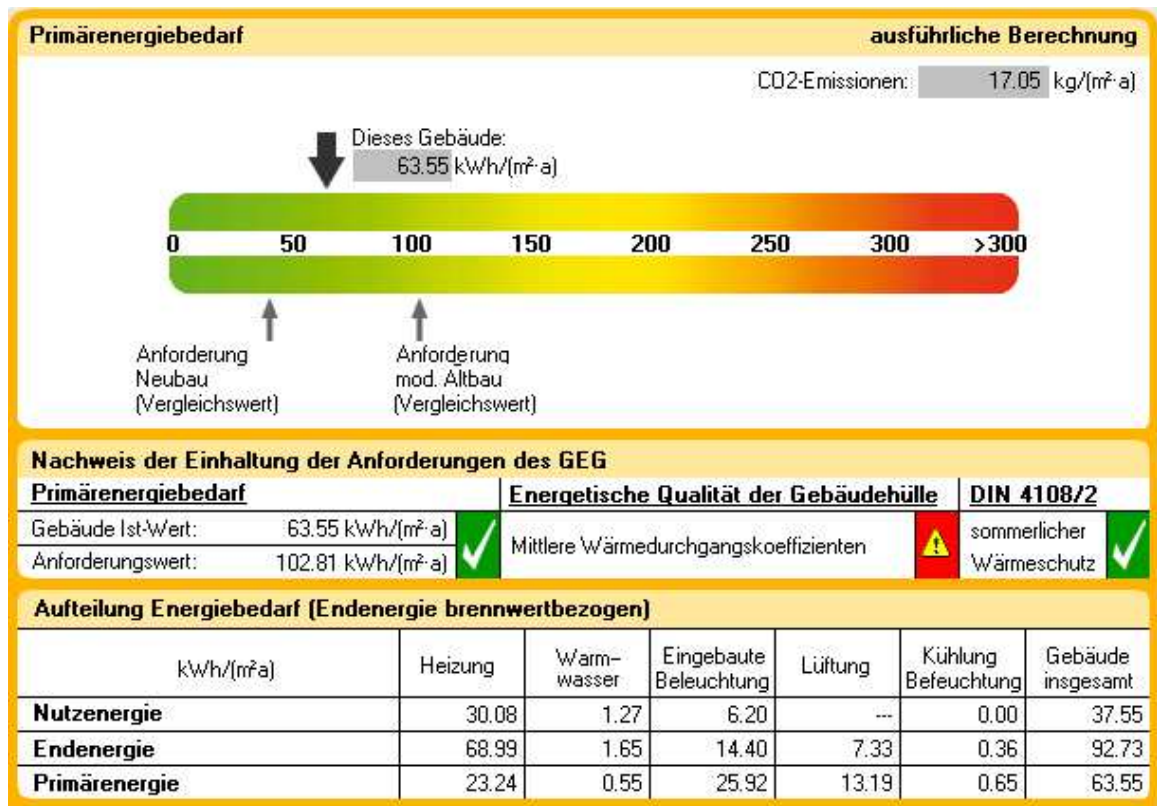 Primärenergiebedarf ausführliche Berechnung
CO2-Emissionen: 17.05 kg/(m²·a)
Dieses Gebäude:
63.55 kWh/(m²·a)
0 50 100 150 200 250 300 >300
Anforderung
Neubau
(Vergleichswert)
Anforderung
mod. Altbau
(Vergleichswert)
Nachweis der Einhaltung der Anforderungen des GEG
Primärenergiebedarf Energetische Qualität der Gebäudehülle DIN 4108/2
Gebäude Ist-Wert: 63.55 kWh/(m²·a)
Anforderungswert: 102.81 kWh/(m²·a)
Mittlere Wärmedurchgangskoeffizienten
sommerlicher
Wärmeschutz
Aufteilung Energiebedarf (Endenergie brennwertbezogen)
kWh/(m²a) Heizung Warm-
wasser Eingebaute
Beleuchtung Lüftung Kühlung
Befeuchtung Gebäude
insgesamt
Nutzenergie 30.08 1.27 6.20 --- 0.00 37.55
Endenergie 68.99 1.65 14.40 7.33 0.36 92.73
Primärenergie 23.24 0.55 25.92 13.19 0.65 63.55